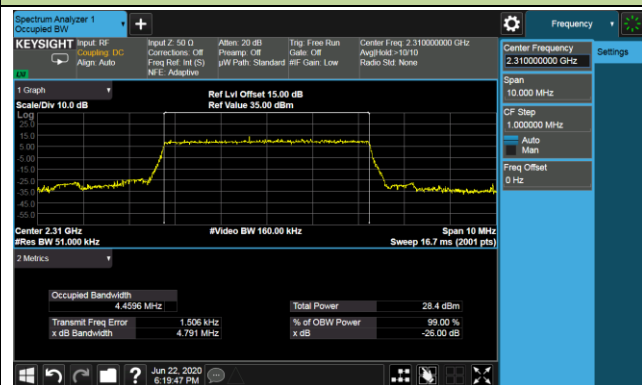 Spectrum Analyzer 1
Occupied BW
+
Frequency
KEYSIGHT
Input: RF
Coupling: DC
Align: Auto
Input Z: 50 Ω
Corrections: Off
Freq Ref: Int (S)
NFE: Adaptive
Atten: 20 dB
Preamp: Off
µW Path: Standard
Trig: Free Run
Gate: Off
#IF Gain: Low
Center Freq: 2.310000000 GHz
Avg|Hold:>10/10
Radio Std: None
Center Frequency
2.310000000 GHz
Settings
Span
10.000 MHz
CF Step
1.000000 MHz
Auto
Man
Freq Offset
0 Hz
1 Graph
Scale/Div 10.0 dB
Ref Lvl Offset 15.00 dB
Ref Value 35.00 dBm
Log
25.0
15.0
5.00
-5.00
-15.0
-25.0
-35.0
-45.0
-55.0
Center 2.31 GHz
#Video BW 160.00 kHz
Span 10 MHz
#Res BW 51.000 kHz
Sweep 16.7 ms (2001 pts)
2 Metrics
Occupied Bandwidth
4.4596 MHz
Total Power 28.4 dBm
Transmit Freq Error 1.506 kHz
% of OBW Power 99.00 %
x dB Bandwidth 4.791 MHz
x dB -26.00 dB
?
Jun 22, 2020
6:19:47 PM